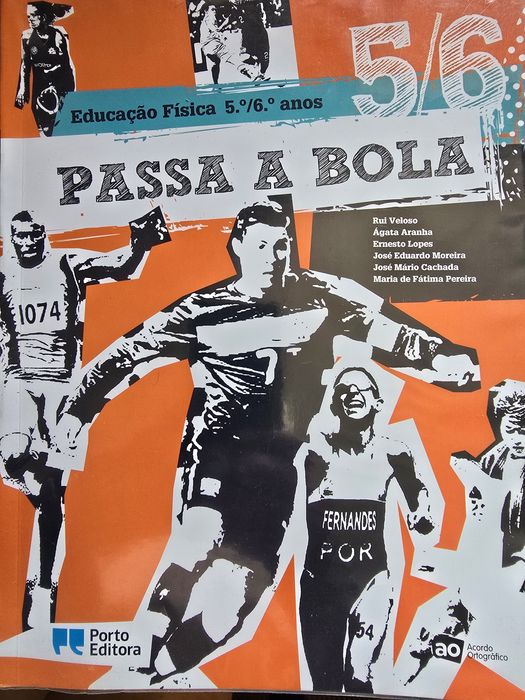 5/6
Educação Física 5.º/6.º anos
PASSA A BOLA
Rui Veloso
Ágata Aranha
Ernesto Lopes
José Eduardo Moreira
José Mário Cachada
Maria de Fátima Pereira
1074
FERNANDES
POR
54
Porto
Editora
ao Acordo
Ortográfico